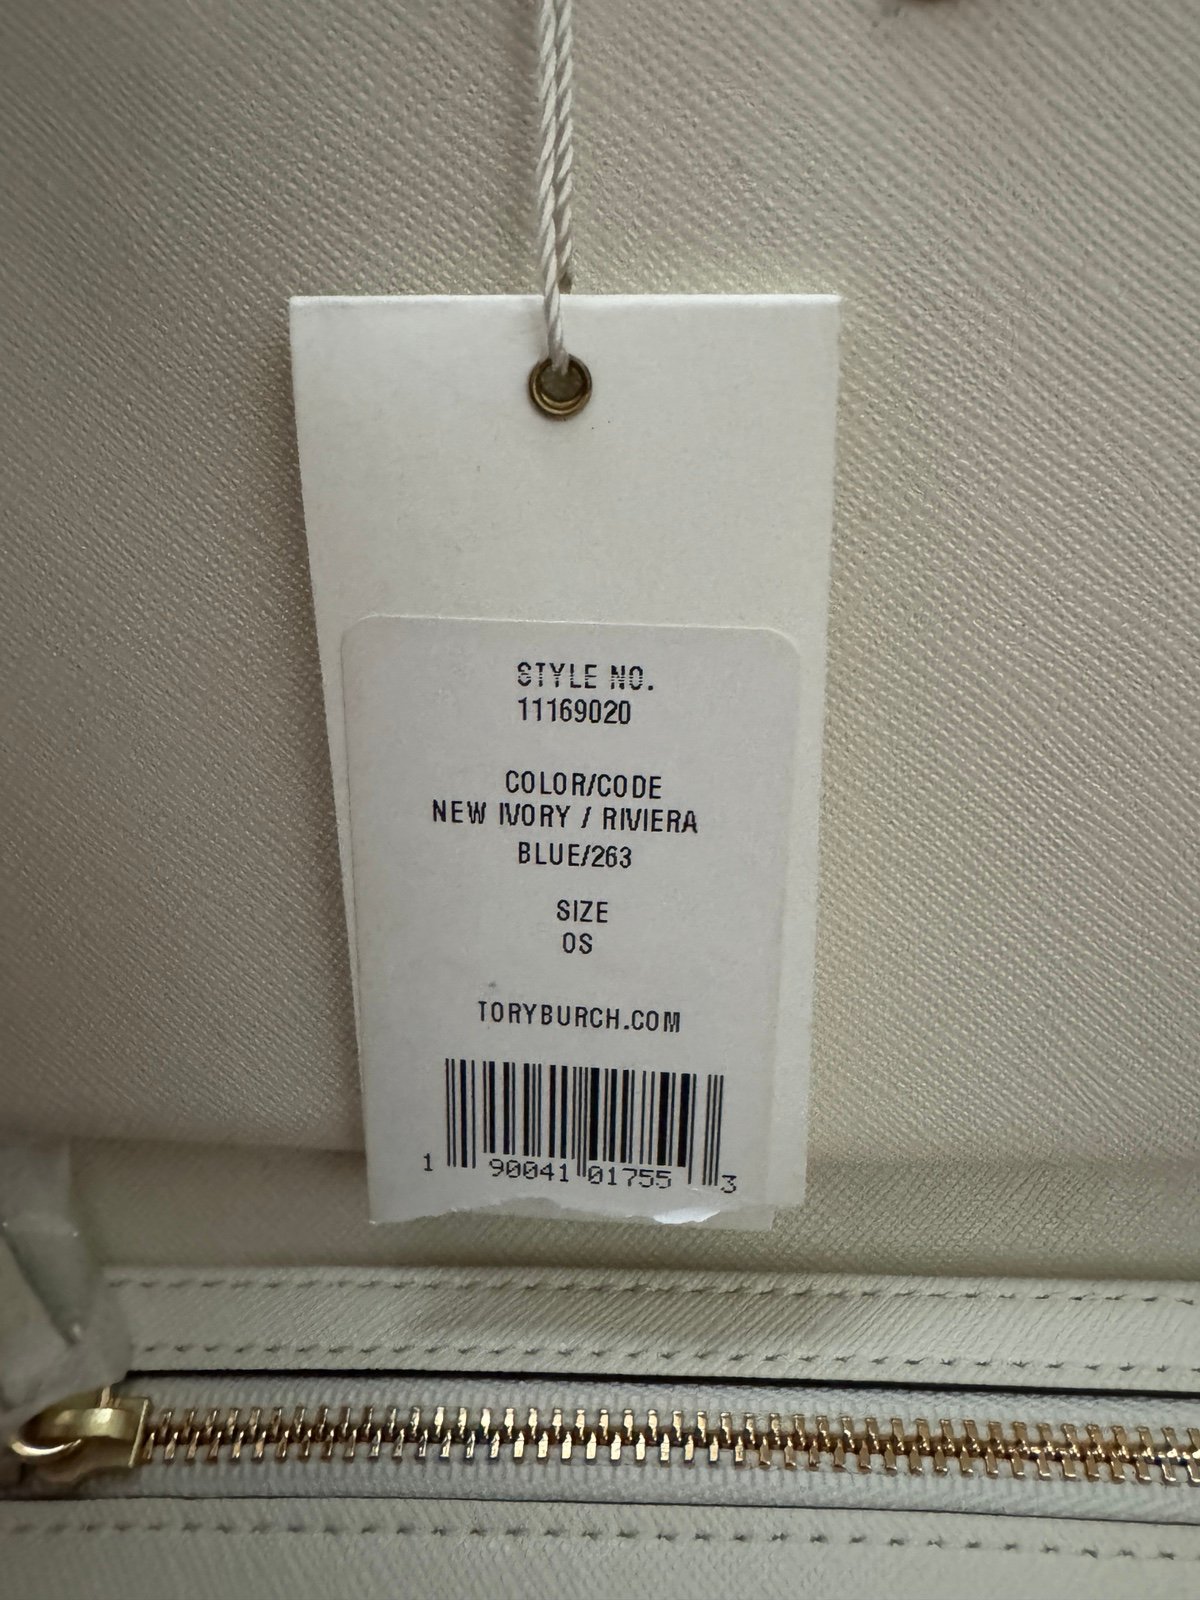 STYLE NO.
11169020
COLOR/CODE
NEW IVORY / RIVIERA
BLUE/263
SIZE
OS
TORYBURCH.COM
1 90041 01755 3